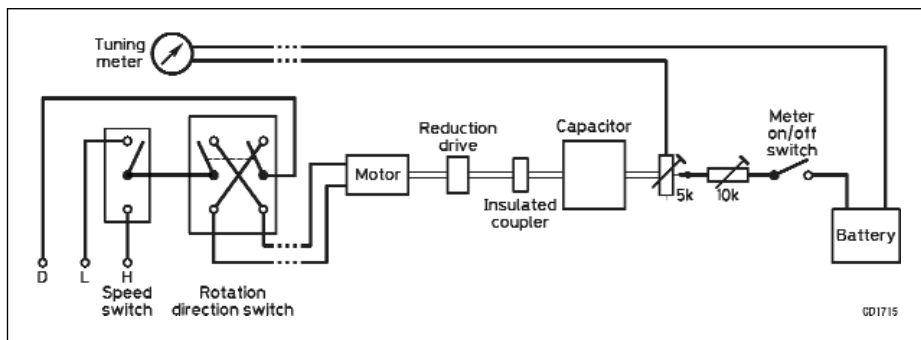 Tuning
meter
Reduction
drive
Capacitor
Meter
on/off
switch
Motor
Insulated
coupler
5k
10k
Battery
D
L
H
Speed
switch
Rotation
direction switch
GD1715